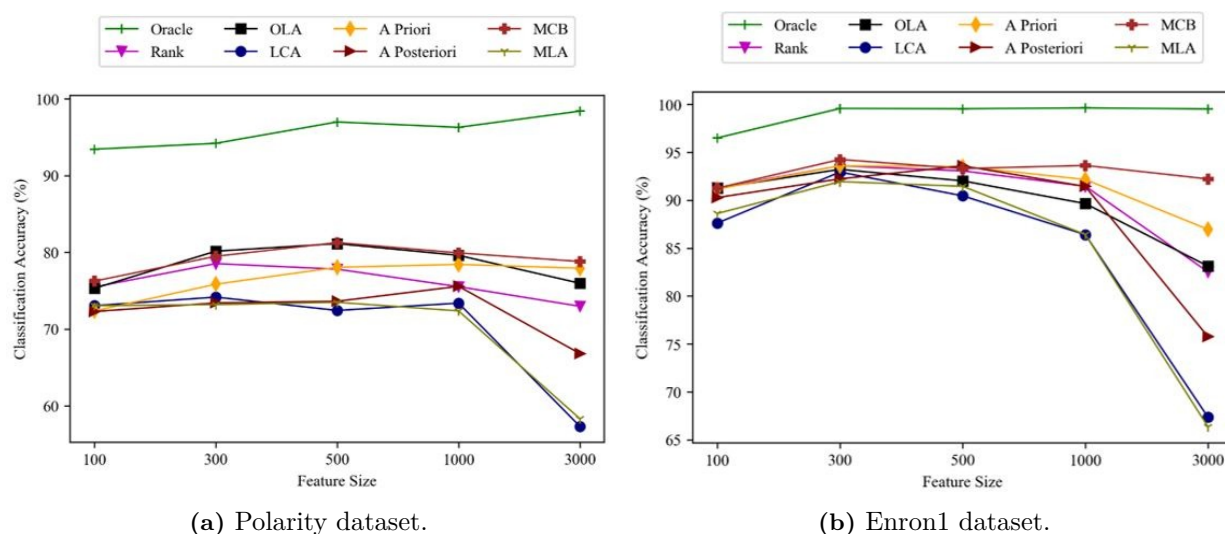 Oracle OLA A Priori MCB
Rank LCA A Posteriori MLA
100
90
80
70
60
Classification Accuracy (%)
100 300 500 1000 3000
Feature Size
(a) Polarity dataset.
Oracle OLA A Priori MCB
Rank LCA A Posteriori MLA
100
95
90
85
80
75
70
65
Classification Accuracy (%)
100 300 500 1000 3000
Feature Size
(b) Enron1 dataset.